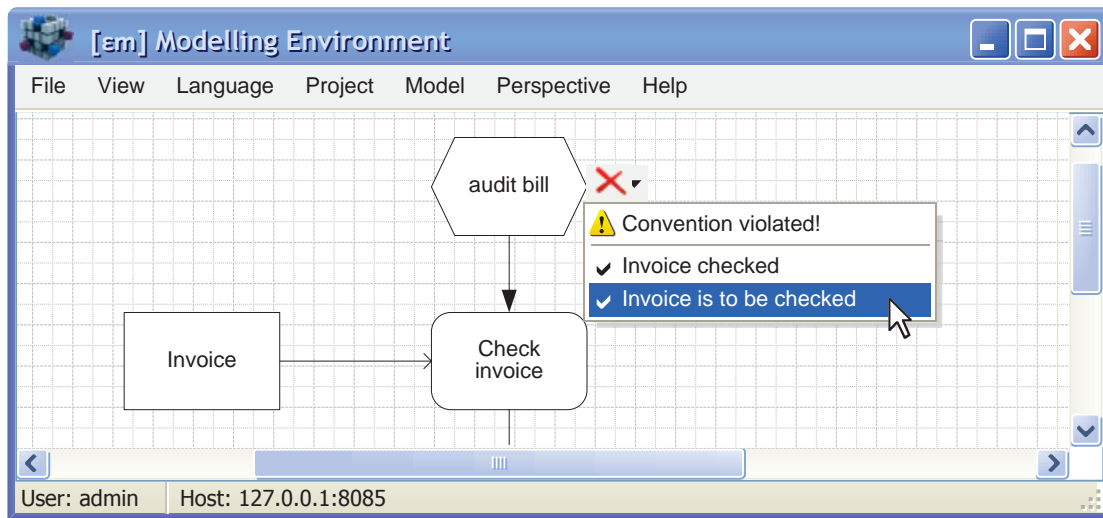 [εm] Modelling Environment
File View Language Project Model Perspective Help
audit bill
Convention violated!
Invoice checked
Invoice is to be checked
Invoice
Check
invoice
User: admin Host: 127.0.0.1:8085